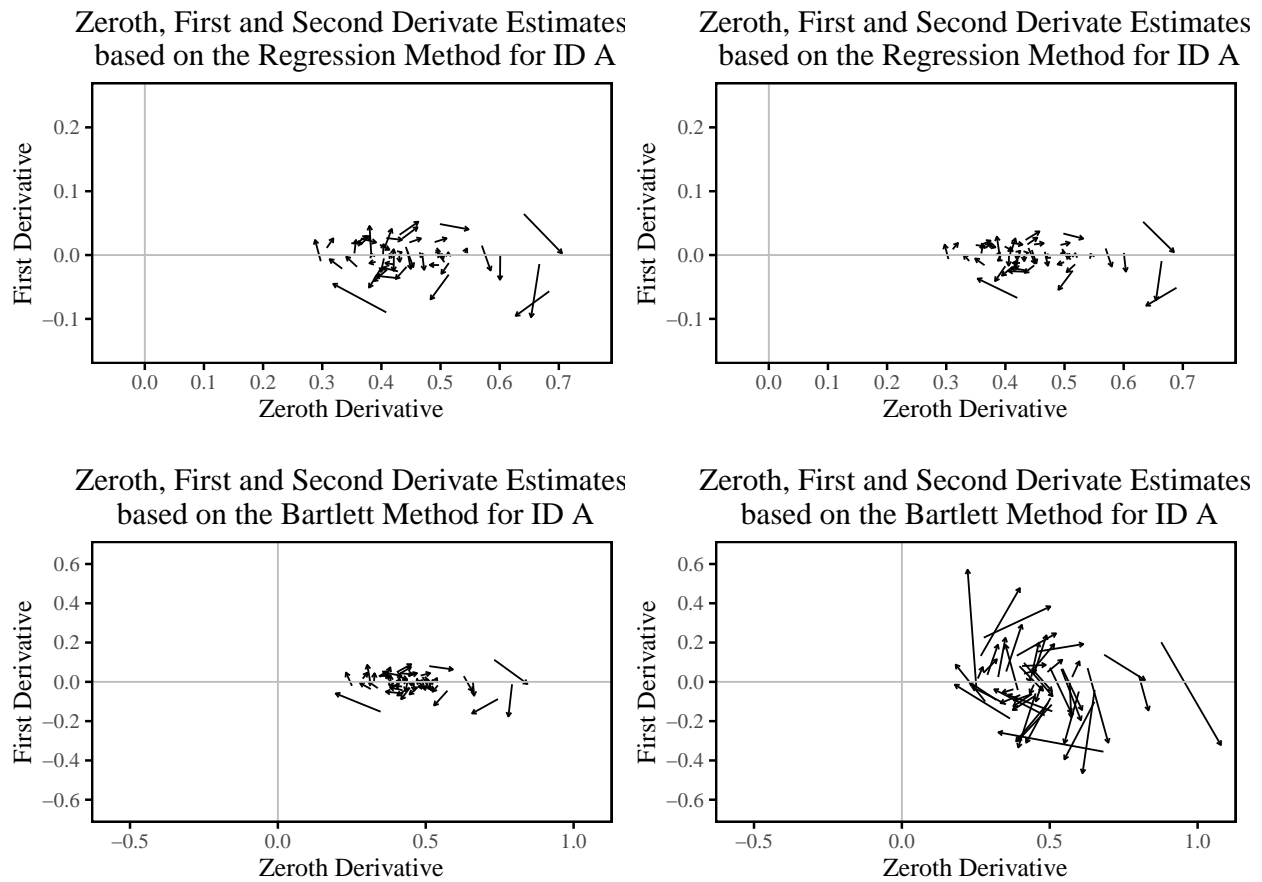 Zeroth, First and Second Derivate Estimates
based on the Regression Method for ID A
First Derivative
0.2
0.1
0.0
−0.1
0.0 0.1 0.2 0.3 0.4 0.5 0.6 0.7
Zeroth Derivative
Zeroth, First and Second Derivate Estimates
based on the Regression Method for ID A
First Derivative
0.2
0.1
0.0
−0.1
0.0 0.1 0.2 0.3 0.4 0.5 0.6 0.7
Zeroth Derivative
Zeroth, First and Second Derivate Estimates
based on the Bartlett Method for ID A
First Derivative
0.6
0.4
0.2
0.0
−0.2
−0.4
−0.6
−0.5 0.0 0.5 1.0
Zeroth Derivative
Zeroth, First and Second Derivate Estimates
based on the Bartlett Method for ID A
First Derivative
0.6
0.4
0.2
0.0
−0.2
−0.4
−0.6
−0.5 0.0 0.5 1.0
Zeroth Derivative